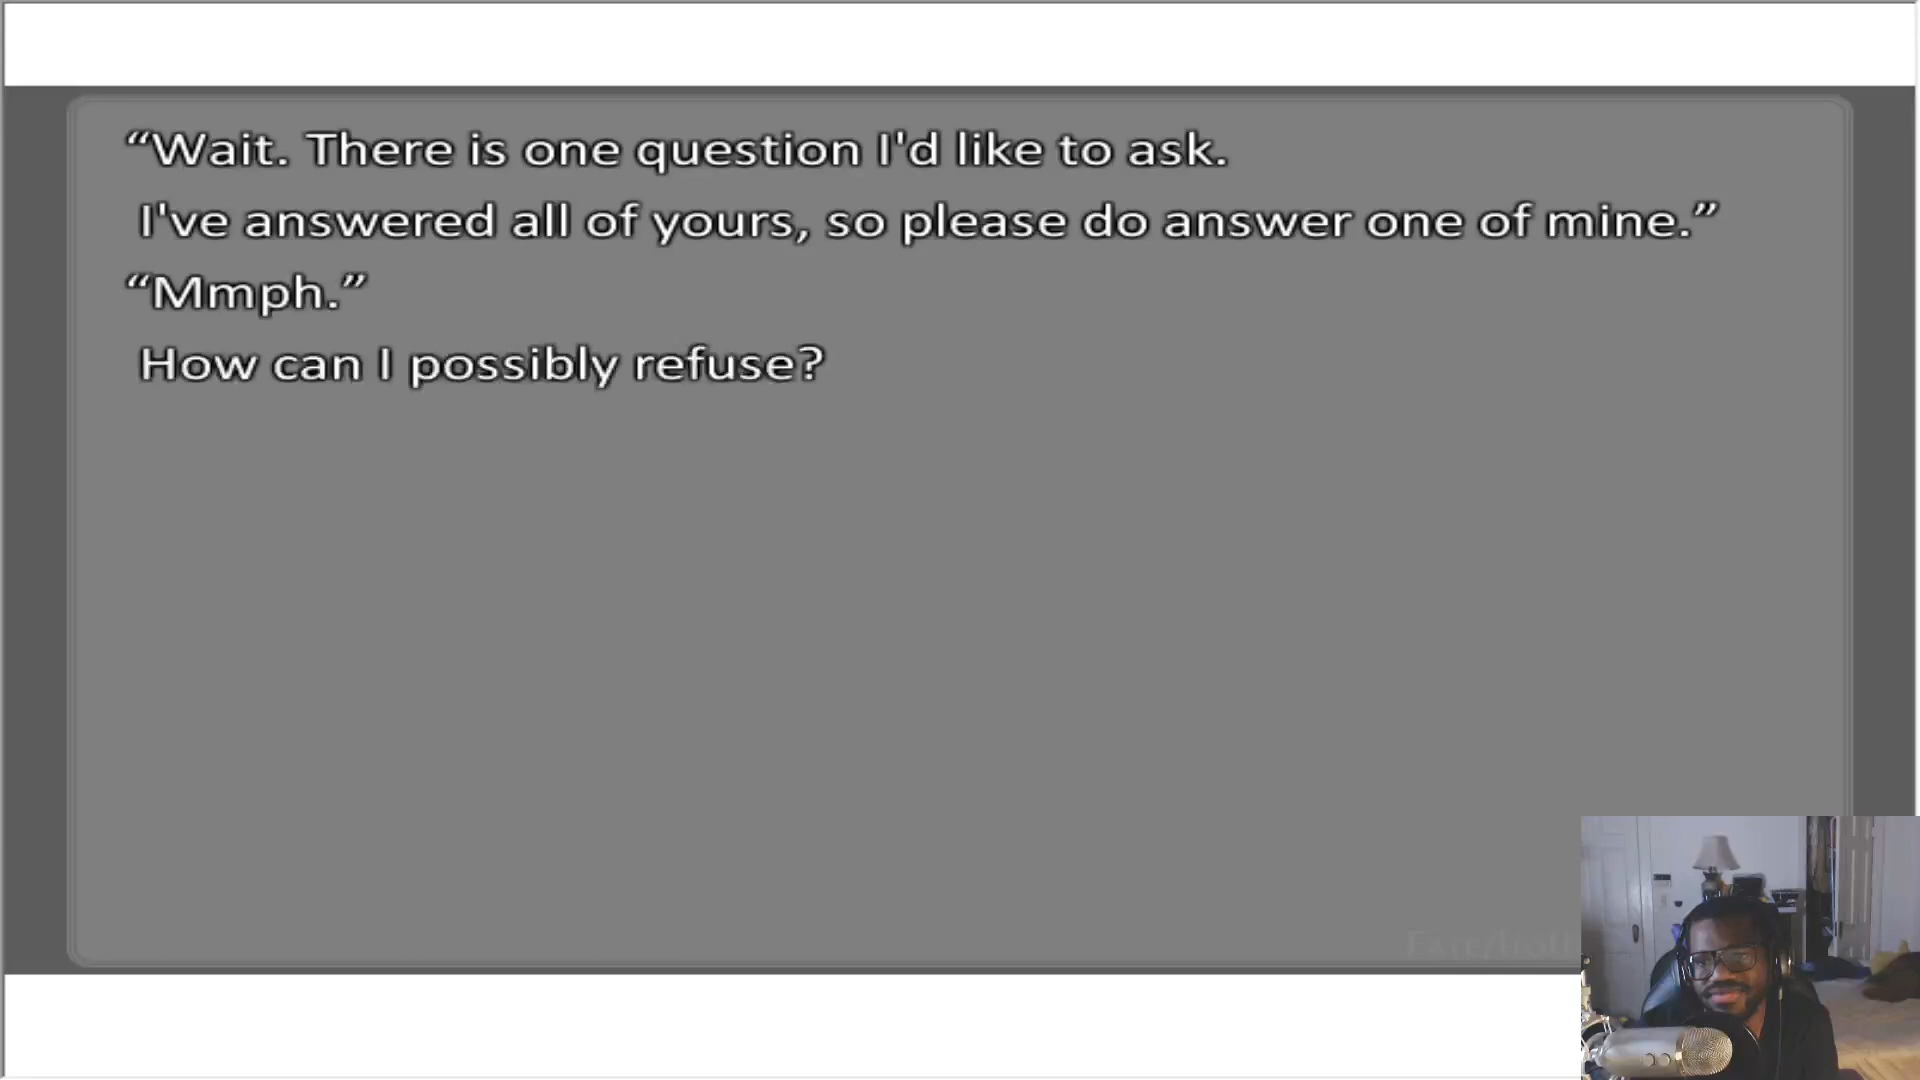 “Wait. There is one question I'd like to ask.
I've answered all of yours, so please do answer one of mine.”
“Mmph.”
How can I possibly refuse?